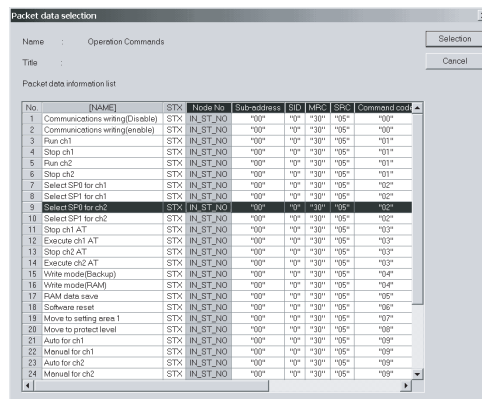 Packet data selection
Name : Operation Commands
Selection
Title :
Cancel
Packet data information list
No. [NAME] STX Node No Sub-address SID MRC SRC Command code
1 Communications writing(Disable) STX IN_ST_NO "00" "0" "30" "05" "00"
2 Communications writing(enable) STX IN_ST_NO "00" "0" "30" "05" "00"
3 Run ch1 STX IN_ST_NO "00" "0" "30" "05" "01"
4 Stop ch1 STX IN_ST_NO "00" "0" "30" "05" "01"
5 Run ch2 STX IN_ST_NO "00" "0" "30" "05" "01"
6 Stop ch2 STX IN_ST_NO "00" "0" "30" "05" "01"
7 Select SP0 for ch1 STX IN_ST_NO "00" "0" "30" "05" "02"
8 Select SP1 for ch1 STX IN_ST_NO "00" "0" "30" "05" "02"
9 Select SP0 for ch2 STX IN_ST_NO "00" "0" "30" "05" "02"
10 Select SP1 for ch2 STX IN_ST_NO "00" "0" "30" "05" "02"
11 Stop ch1 AT STX IN_ST_NO "00" "0" "30" "05" "03"
12 Execute ch1 AT STX IN_ST_NO "00" "0" "30" "05" "03"
13 Stop ch2 AT STX IN_ST_NO "00" "0" "30" "05" "03"
14 Execute ch2 AT STX IN_ST_NO "00" "0" "30" "05" "03"
15 Write mode(Backup) STX IN_ST_NO "00" "0" "30" "05" "04"
16 Write mode(RAM) STX IN_ST_NO "00" "0" "30" "05" "04"
17 RAM data save STX IN_ST_NO "00" "0" "30" "05" "05"
18 Software reset STX IN_ST_NO "00" "0" "30" "05" "06"
19 Move to setting area 1 STX IN_ST_NO "00" "0" "30" "05" "07"
20 Move to protect level STX IN_ST_NO "00" "0" "30" "05" "08"
21 Auto for ch1 STX IN_ST_NO "00" "0" "30" "05" "09"
22 Manual for ch1 STX IN_ST_NO "00" "0" "30" "05" "09"
23 Auto for ch2 STX IN_ST_NO "00" "0" "30" "05" "09"
24 Manual for ch2 STX IN_ST_NO "00" "0" "30" "05" "09"